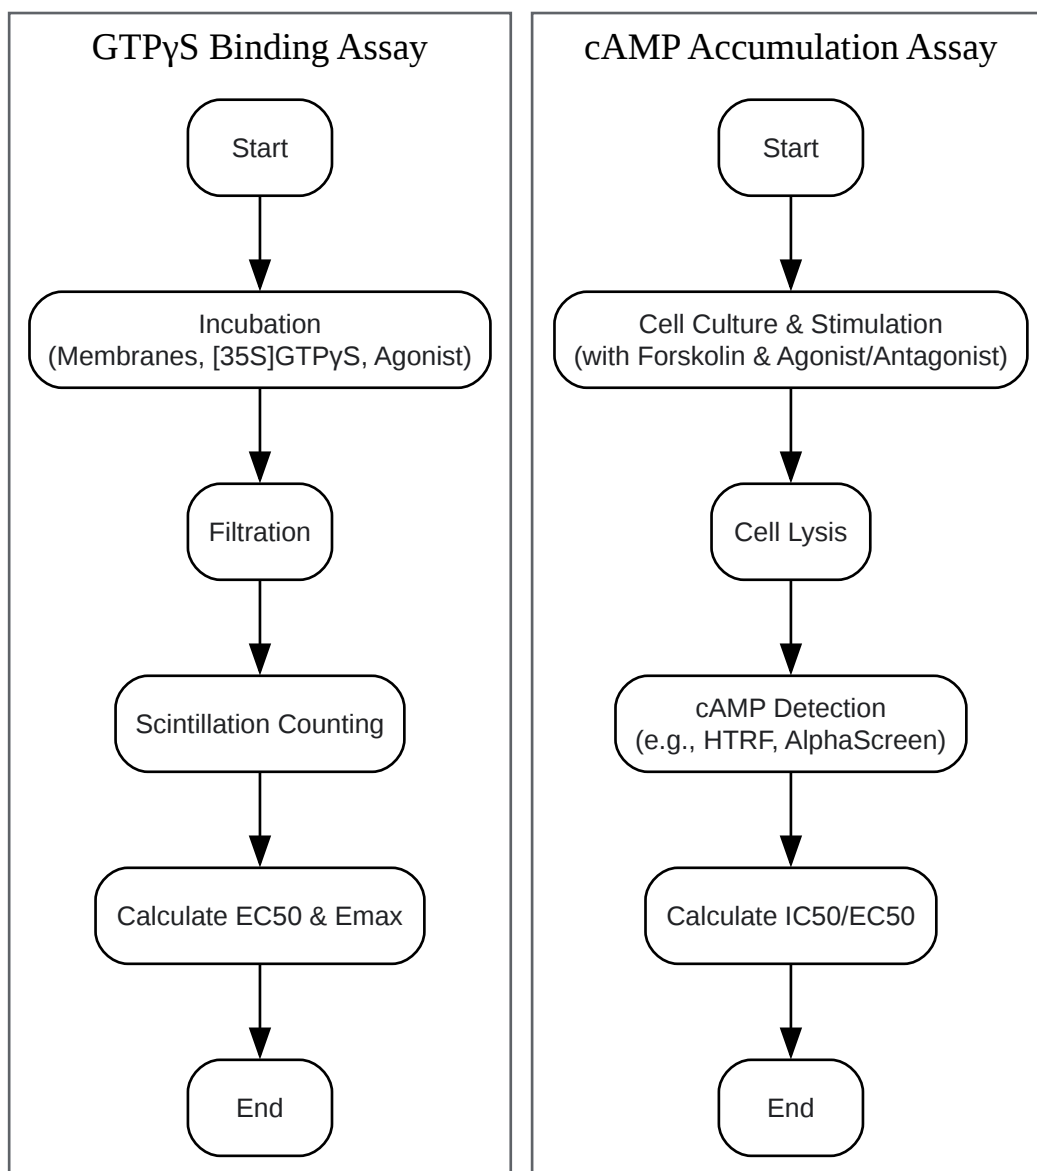 GTPγS Binding Assay
Start
Incubation
(Membranes, [35S]GTPγS, Agonist)
Filtration
Scintillation Counting
Calculate EC50 & Emax
End
cAMP Accumulation Assay
Start
Cell Culture & Stimulation
(with Forskolin & Agonist/Antagonist)
Cell Lysis
cAMP Detection
(e.g., HTRF, AlphaScreen)
Calculate IC50/EC50
End